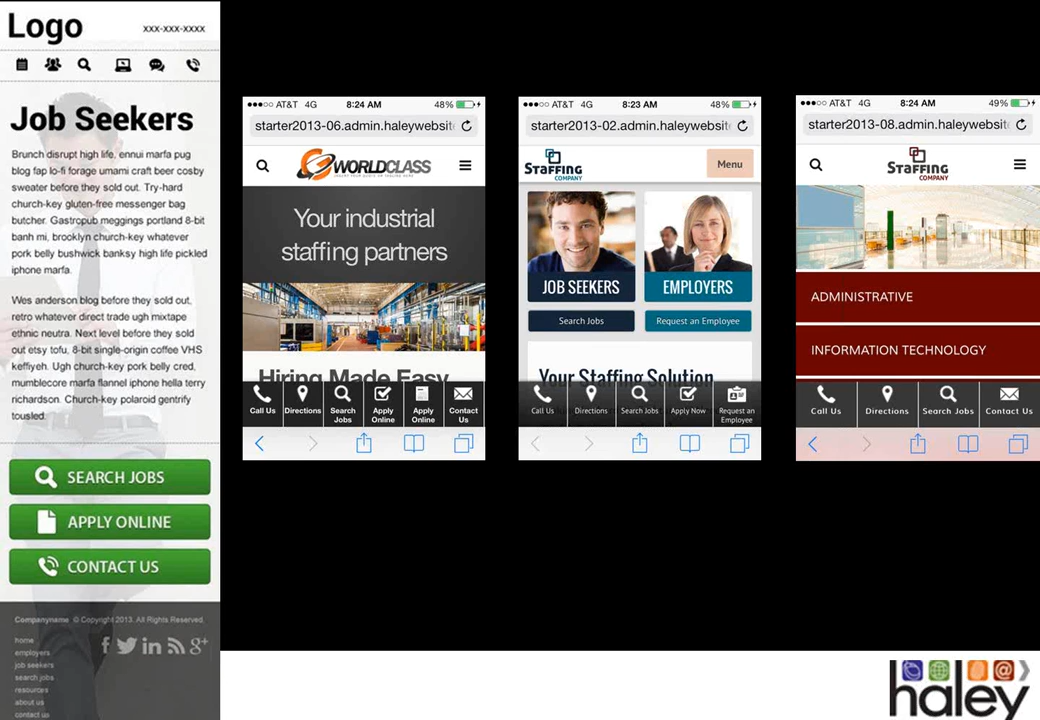 Logo
xxx-xxx-xxxx
Job Seekers
Brunch disrupt high life, ennui marfa pug
blog fap lo-fi forage umami craft beer cosby
sweater before they sold out. Try-hard
church-key gluten-free messenger bag
butcher. Gastropub meggings portland 8-bit
banh mi, brooklyn church-key whatever
pork belly bushwick banksy high life pickled
iphone marfa.
Wes anderson blog before they sold out,
retro whatever direct trade ugh mixtape
ethnic neutra. Next level before they sold
out etsy tofu, 8-bit single-origin coffee VHS
keffiyeh. Ugh church-key pork belly cred,
mumblecore marfa flannel iphone hella terry
richardson. Church-key polaroid gentrify
tousled.
SEARCH JOBS
APPLY ONLINE
CONTACT US
Companyname © Copyright 2013. All Rights Reserved.
home
employers
job seekers
search jobs
resources
about us
contact us
AT&T 4G 8:24 AM 48%
starter2013-06.admin.haleywebsit
WORLDCLASS
Your industrial
staffing partners
Hiring Made Easy
Call Us
Directions
Search Jobs
Apply Online
Apply Online
Contact Us
AT&T 4G 8:23 AM 48%
starter2013-02.admin.haleywebsit
STAFFING
COMPANY
Menu
JOB SEEKERS
EMPLOYERS
Search Jobs
Request an Employee
Your Staffing Solution
Call Us
Directions
Search Jobs
Apply Now
Request an Employee
AT&T 4G 8:24 AM 49%
starter2013-08.admin.haleywebsit
STAFFING
COMPANY
ADMINISTRATIVE
INFORMATION TECHNOLOGY
Call Us
Directions
Search Jobs
Contact Us
haley